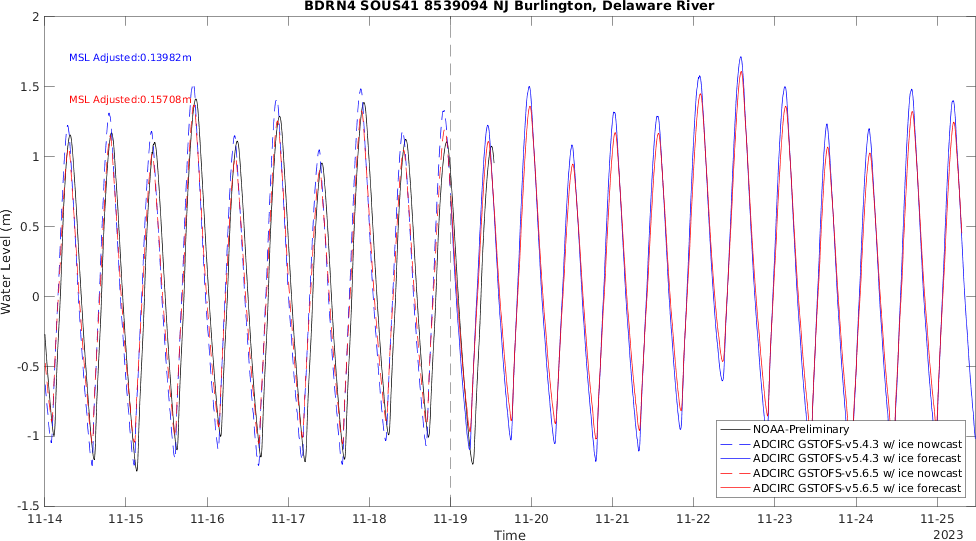 BDRN4 SOUS41 8539094 NJ Burlington, Delaware River
2
MSL Adjusted:0.13982m
1.5
MSL Adjusted:0.15708m
1
0.5
Water Level (m)
0
-0.5
-1
-1.5
NOAA-Preliminary
ADCIRC GSTOFS-v5.4.3 w/ ice nowcast
ADCIRC GSTOFS-v5.4.3 w/ ice forecast
ADCIRC GSTOFS-v5.6.5 w/ ice nowcast
ADCIRC GSTOFS-v5.6.5 w/ ice forecast
11-14 11-15 11-16 11-17 11-18 11-19 11-20 11-21 11-22 11-23 11-24 11-25
Time
2023